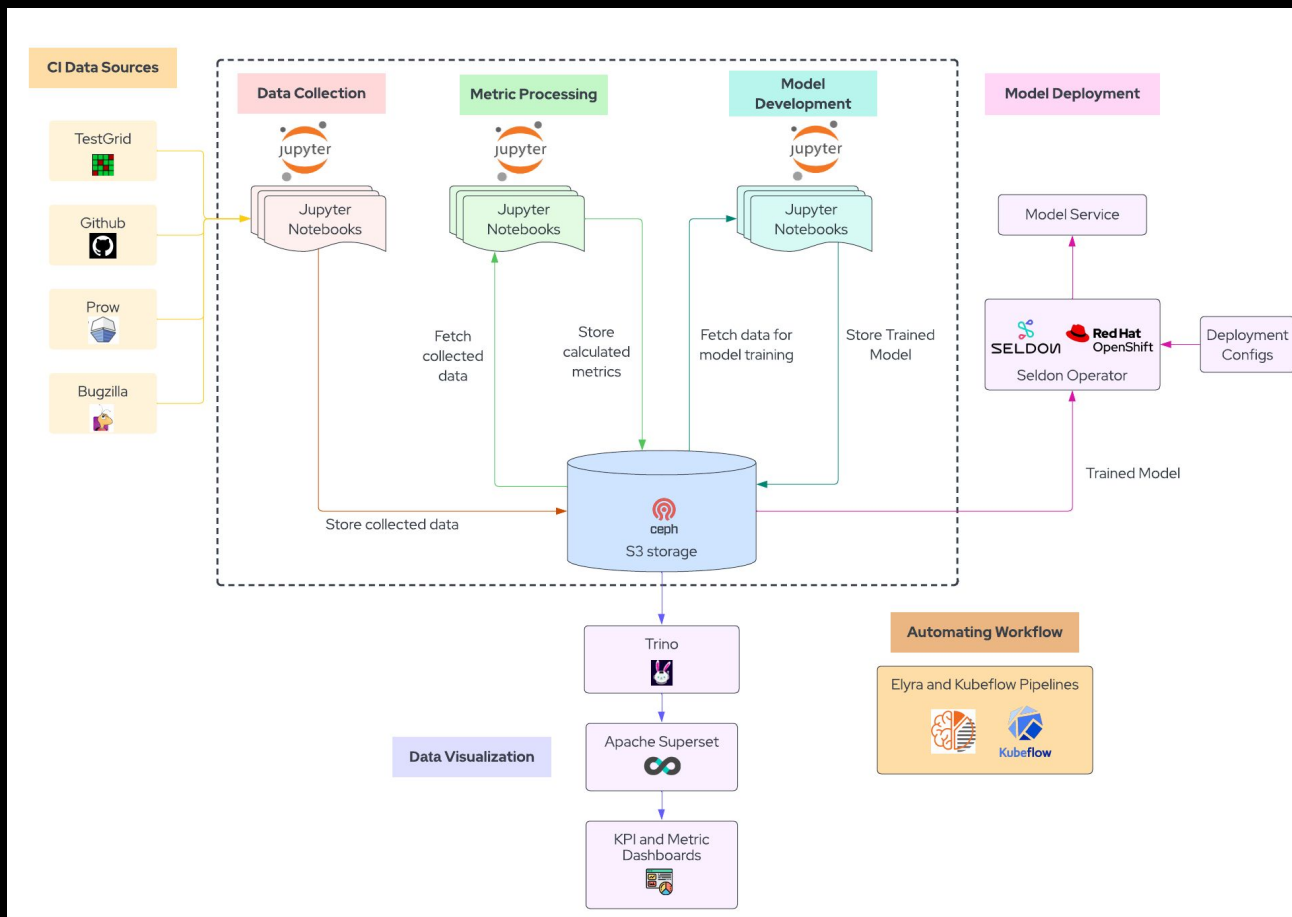 CI Data Sources
TestGrid
Github
Prow
Bugzilla
Data Collection
jupyter
Jupyter
Notebooks
Metric Processing
jupyter
Jupyter
Notebooks
Model
Development
jupyter
Jupyter
Notebooks
Fetch
collected
data
Store
calculated
metrics
Fetch data for
model training
Store Trained
Model
Store collected data
ceph
S3 storage
Model Deployment
Model Service
SELDON
Red Hat
OpenShift
Seldon Operator
Deployment
Configs
Trained Model
Trino
Data Visualization
Apache Superset
KPI and Metric
Dashboards
Automating Workflow
Elyra and Kubeflow Pipelines
Kubeflow